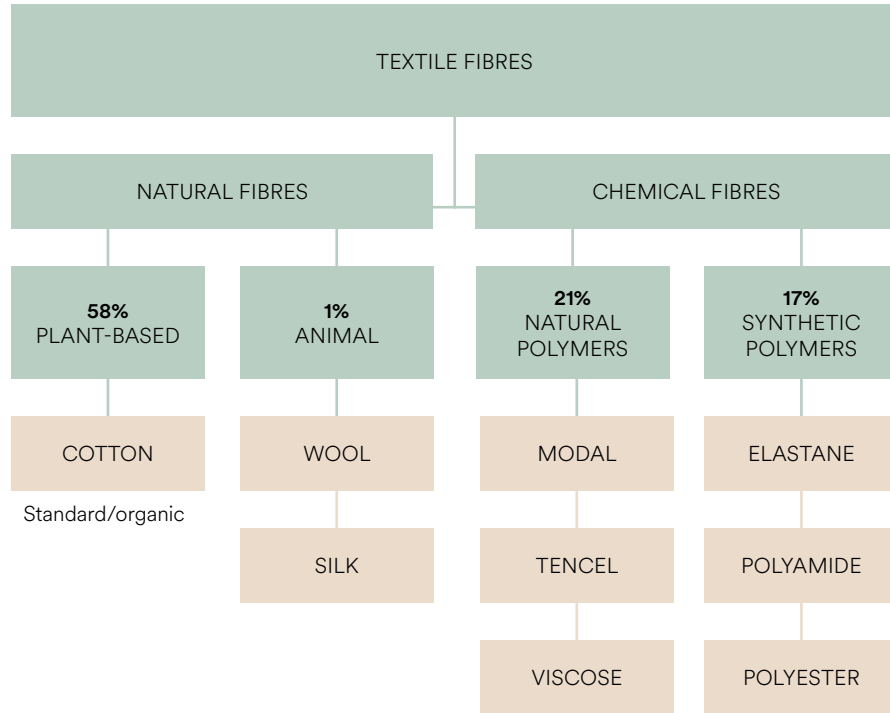 TEXTILE FIBRES
NATURAL FIBRES
CHEMICAL FIBRES
58%
PLANT-BASED
1%
ANIMAL
21%
NATURAL
POLYMERS
17%
SYNTHETIC
POLYMERS
COTTON
WOOL
MODAL
ELASTANE
Standard/organic
SILK
TENCEL
POLYAMIDE
VISCOSE
POLYESTER